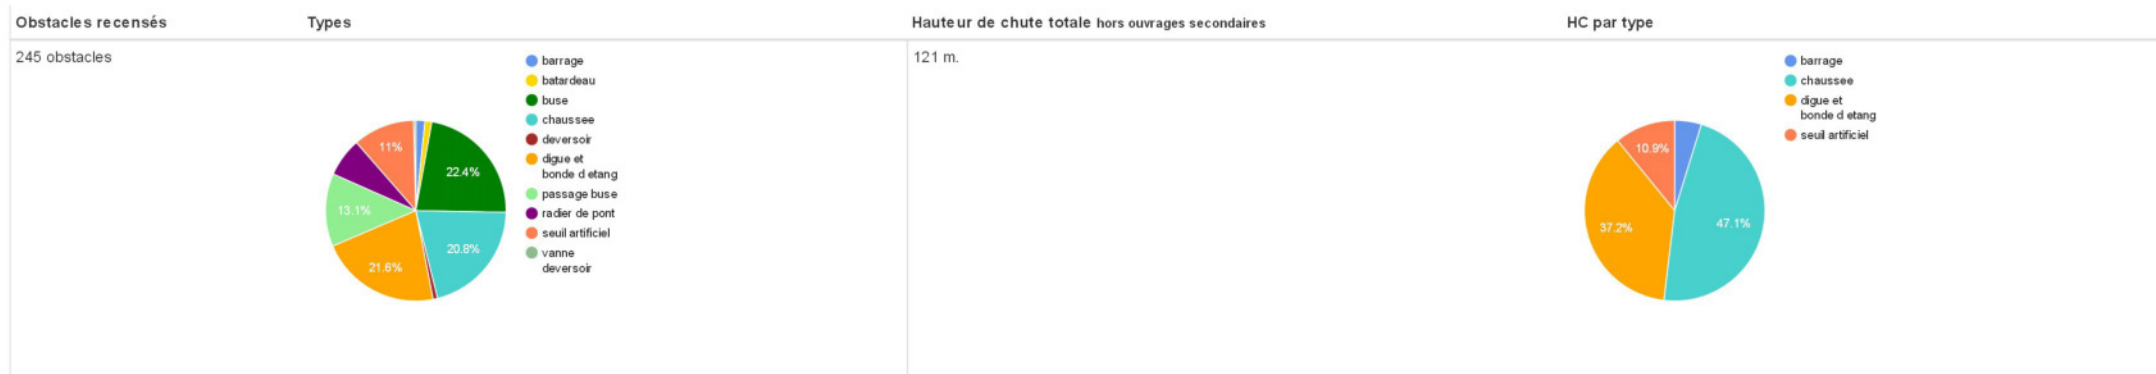 Obstacles recensés
Types
Hauteur de chute totale hors ouvrages secondaires
HC par type
245 obstacles
barrage
batardeau
buse
chaussee
deversoir
digue et
bonde d etang
passage buse
radier de pont
seuil artificiel
vanne
deversoir
11%
22.4%
13.1%
20.8%
21.6%
121 m.
barrage
chaussee
digue et
bonde d etang
seuil artificiel
10.9%
37.2%
47.1%